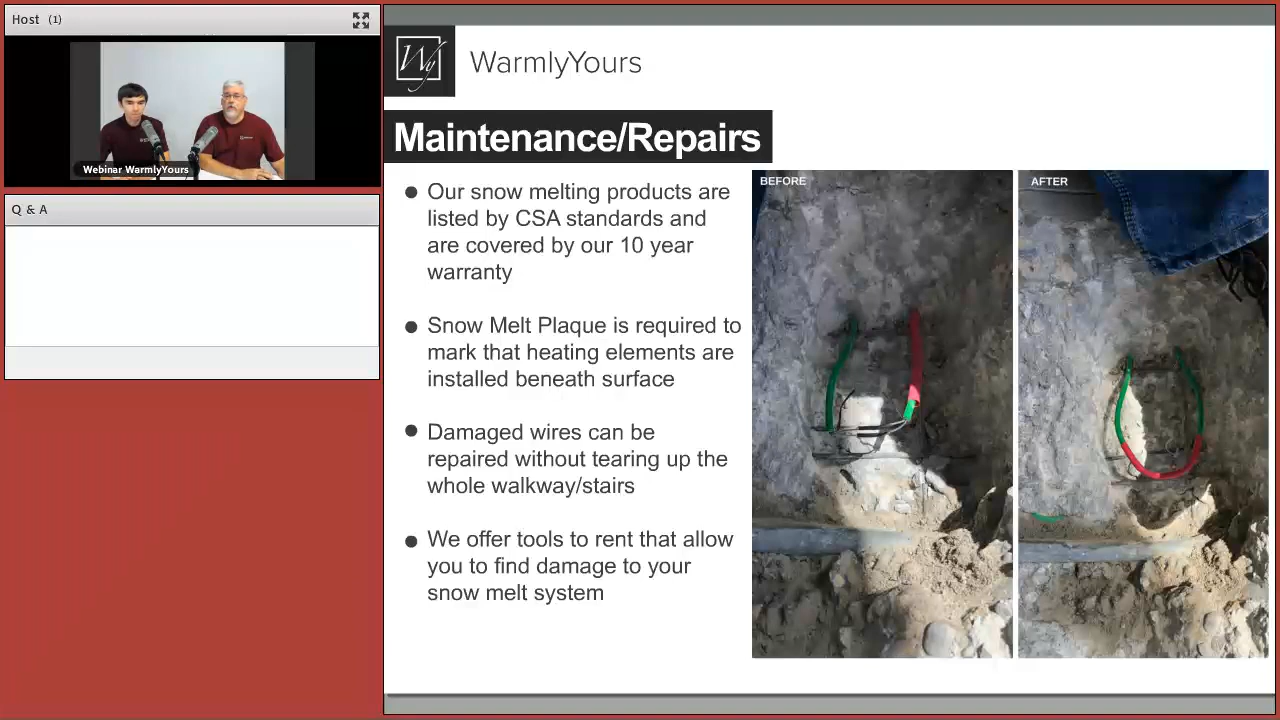 Host (1)
Webinar WarmlyYours
Q & A
Wy
WarmlyYours
Maintenance/Repairs
● Our snow melting products are
listed by CSA standards and
are covered by our 10 year
warranty
● Snow Melt Plaque is required to
mark that heating elements are
installed beneath surface
● Damaged wires can be
repaired without tearing up the
whole walkway/stairs
● We offer tools to rent that allow
you to find damage to your
snow melt system
BEFORE
AFTER